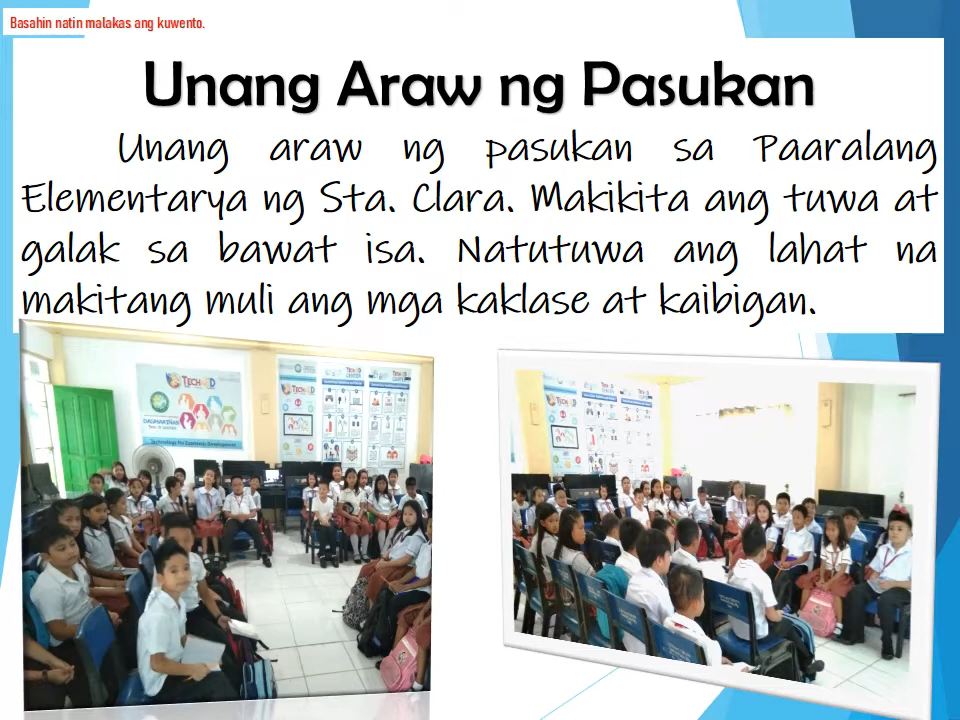 Basahin natin malakas ang kuwento.
Unang Araw ng Pasukan
Unang araw ng pasukan sa Paaralang
Elementarya ng Sta. Clara. Makikita ang tuwa at
galak sa bawat isa. Natutuwa ang lahat na
makitang muli ang mga kaklase at kaibigan.
TECH4ED
DASMARIÑAS